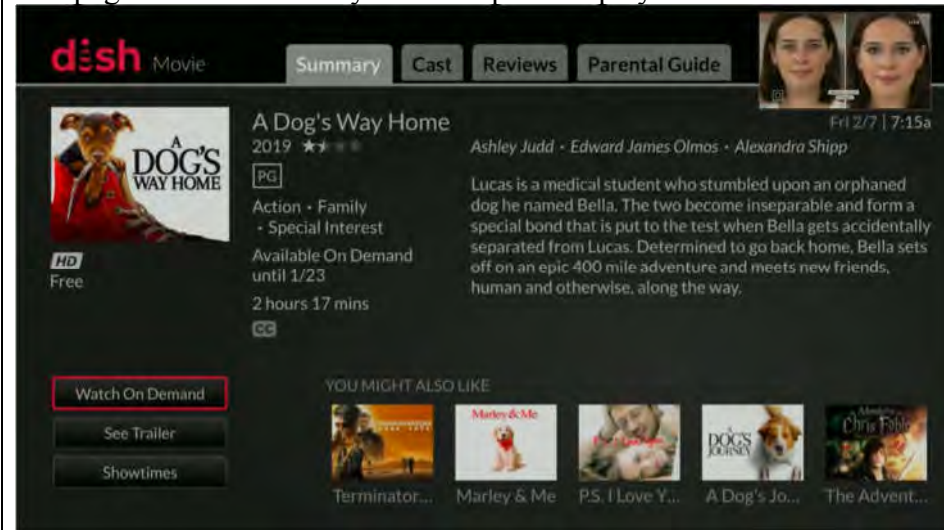 dish Movie
Summary Cast Reviews Parental Guide
Fri 2/7 | 7:15a
A DOG'S WAY HOME
HD
Free
A Dog's Way Home
2019
PG
Action • Family
• Special Interest
Available On Demand
until 1/23
2 hours 17 mins
CC
Ashley Judd • Edward James Olmos • Alexandra Shipp
Lucas is a medical student who stumbled upon an orphaned
dog he named Bella. The two become inseparable and form a
special bond that is put to the test when Bella gets accidentally
separated from Lucas. Determined to go back home, Bella sets
off on an epic 400 mile adventure and meets new friends,
human and otherwise, along the way.
Watch On Demand
See Trailer
Showtimes
YOU MIGHT ALSO LIKE
Marley & Me
A DOG'S JOURNEY
Terminator...
Marley & Me
P.S. I Love Y...
A Dog's Jo...
The Advent...